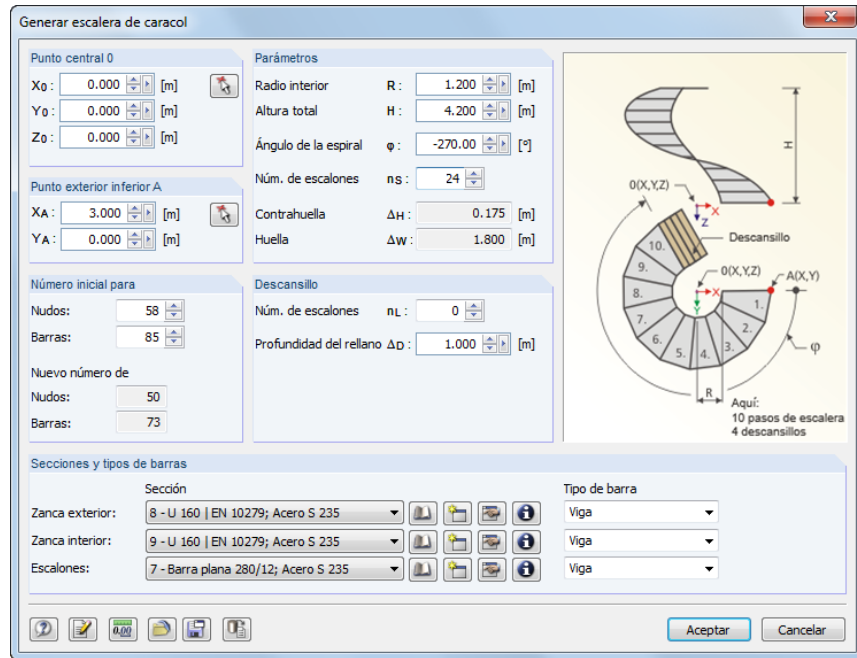 Generar escalera de caracol
Punto central 0
X0 : 0.000 [m]
Y0 : 0.000 [m]
Z0 : 0.000 [m]
Punto exterior inferior A
XA : 3.000 [m]
YA : 0.000 [m]
Número inicial para
Nudos: 58
Barras: 85
Nuevo número de
Nudos: 50
Barras: 73
Parámetros
Radio interior R : 1.200 [m]
Altura total H : 4.200 [m]
Ángulo de la espiral φ : -270.00 [º]
Núm. de escalones nS : 24
Contrahuella ΔH : 0.175 [m]
Huella ΔW : 1.800 [m]
Descansillo
Núm. de escalones nL : 0
Profundidad del rellano ΔD : 1.000 [m]
H
0(X,Y,Z)
X
Z
Descansillo
10.
9.
8.
7.
6.
5.
4.
3.
2.
1.
0(X,Y,Z)
A(X,Y)
X
Y
φ
R
Aquí:
10 pasos de escalera
4 descansillos
Secciones y tipos de barras
Sección
Tipo de barra
Zanca exterior: 8 - U 160 | EN 10279; Acero S 235 Viga
Zanca interior: 9 - U 160 | EN 10279; Acero S 235 Viga
Escalones: 7 - Barra plana 280/12; Acero S 235 Viga
0.00
Aceptar
Cancelar